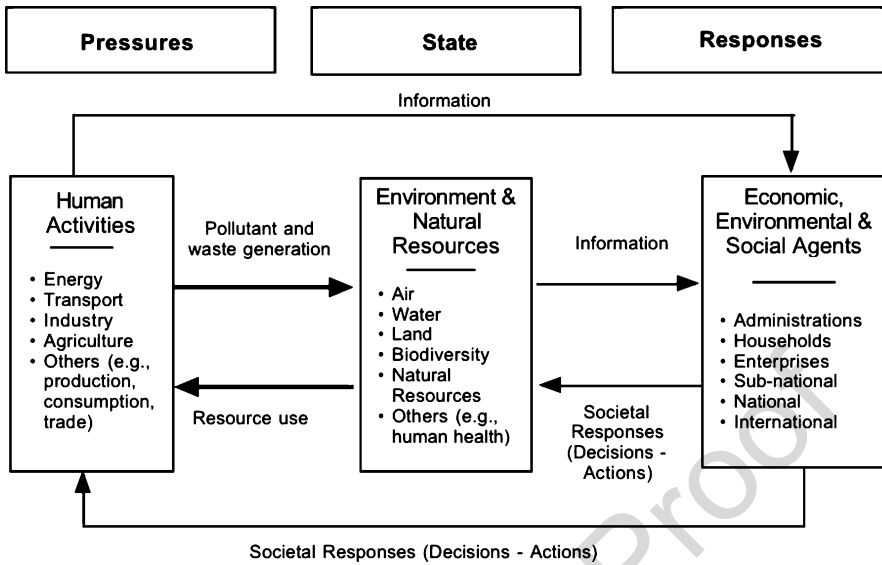 Pressures
State
Responses
Information
Human
Activities
• Energy
• Transport
• Industry
• Agriculture
• Others (e.g.,
production,
consumption,
trade)
Pollutant and
waste generation
Resource use
Environment &
Natural
Resources
• Air
• Water
• Land
• Biodiversity
• Natural
Resources
• Others (e.g.,
human health)
Information
Societal
Responses
(Decisions -
Actions)
Economic,
Environmental &
Social Agents
• Administrations
• Households
• Enterprises
• Sub-national
• National
• International
Societal Responses (Decisions - Actions)
Proof